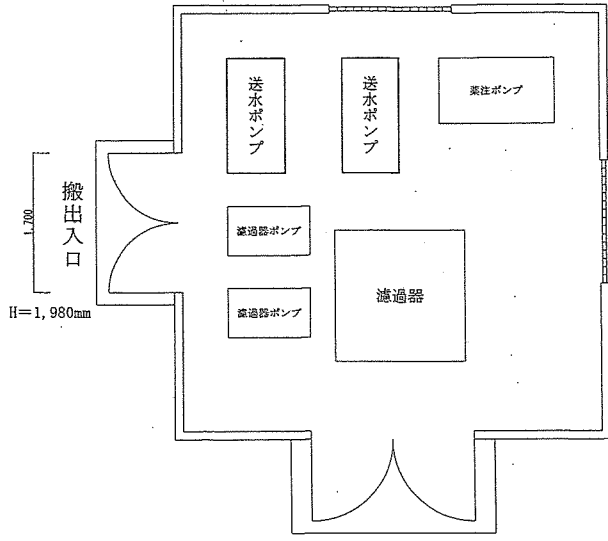 送水ポンプ
送水ポンプ
薬注ポンプ
搬出入口
1,700
濾過器ポンプ
濾過器
濾過器ポンプ
H=1,980mm